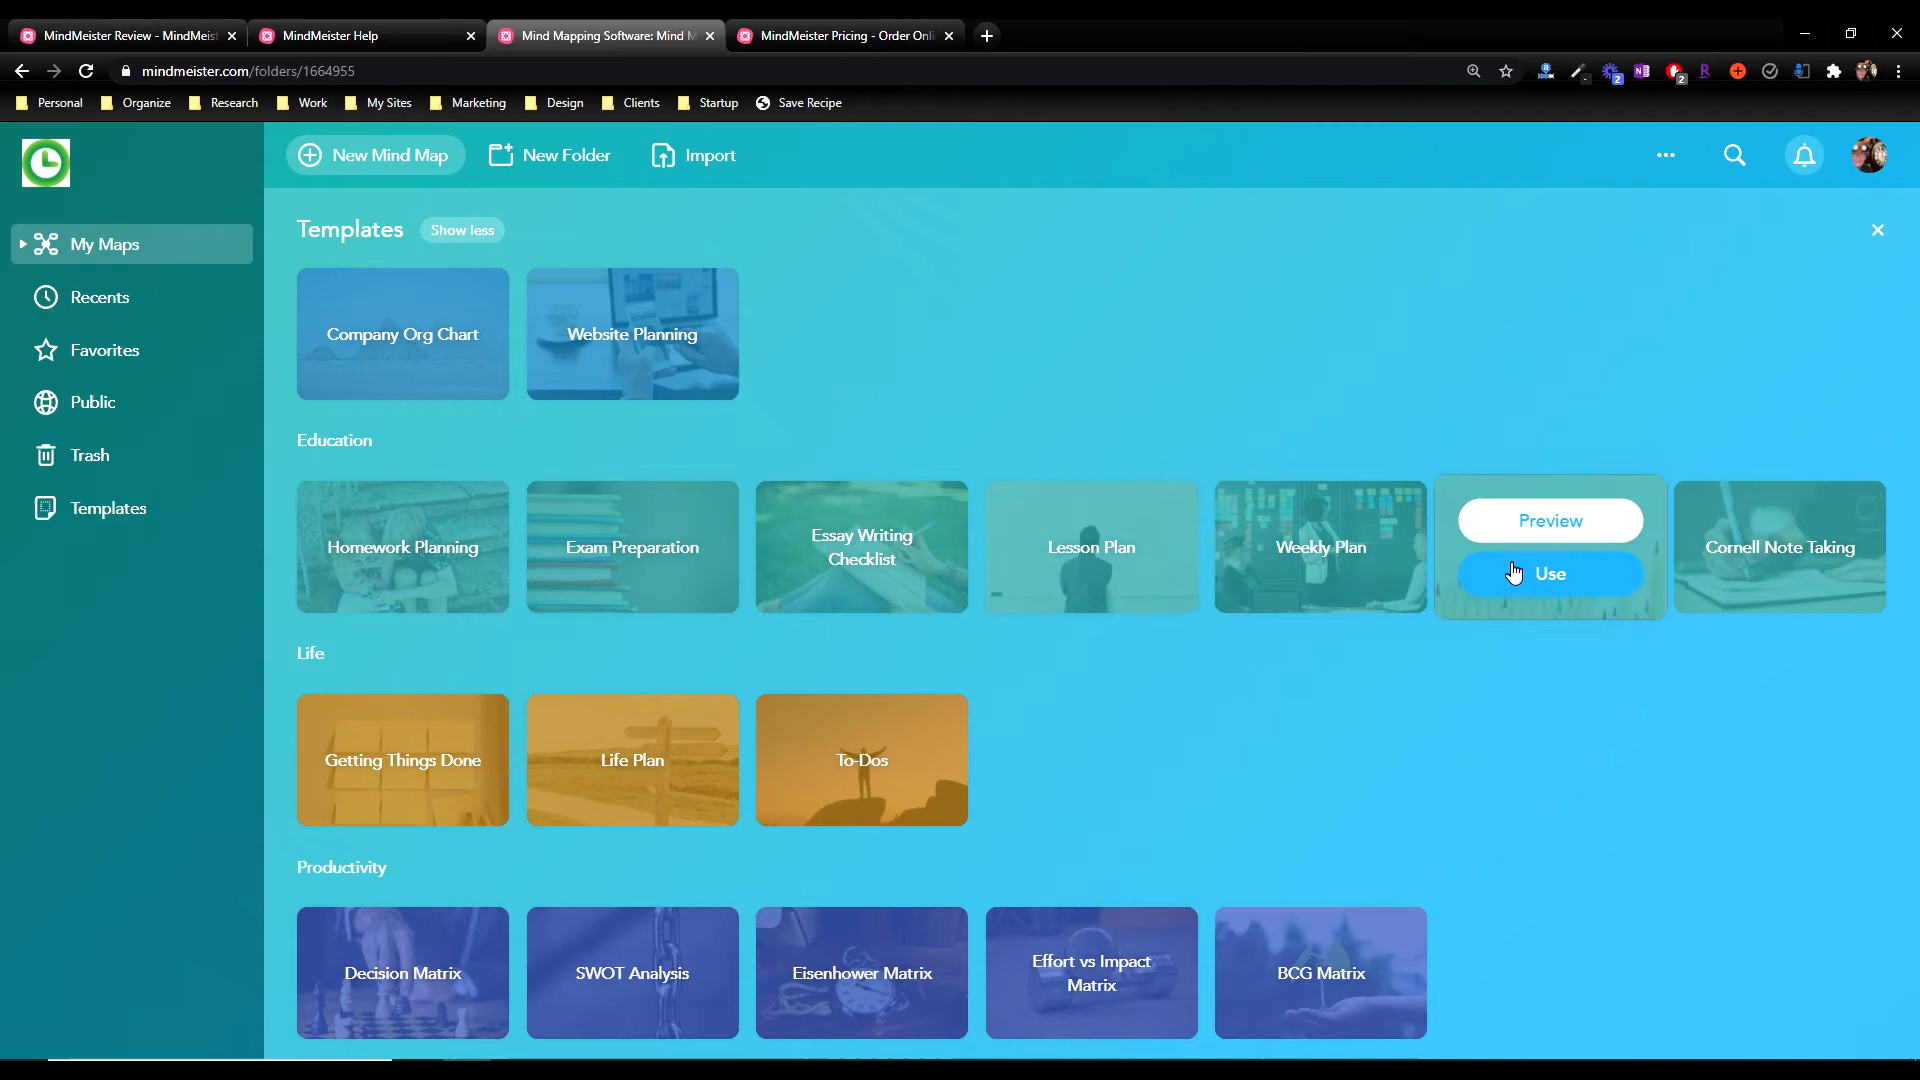 MindMeister Review - MindMeis
MindMeister Help
Mind Mapping Software: Mind M
MindMeister Pricing - Order Onli
mindmeister.com/folders/1664955
2
2
Personal
Organize
Research
Work
My Sites
Marketing
Design
Clients
Startup
Save Recipe
New Mind Map
New Folder
Import
My Maps
Recents
Favorites
Public
Trash
Templates
Templates
Show less
Company Org Chart
Website Planning
Education
Homework Planning
Exam Preparation
Essay Writing
Checklist
Lesson Plan
Weekly Plan
Preview
Use
Cornell Note Taking
Life
Getting Things Done
Life Plan
To-Dos
Productivity
Decision Matrix
SWOT Analysis
Eisenhower Matrix
Effort vs Impact
Matrix
BCG Matrix